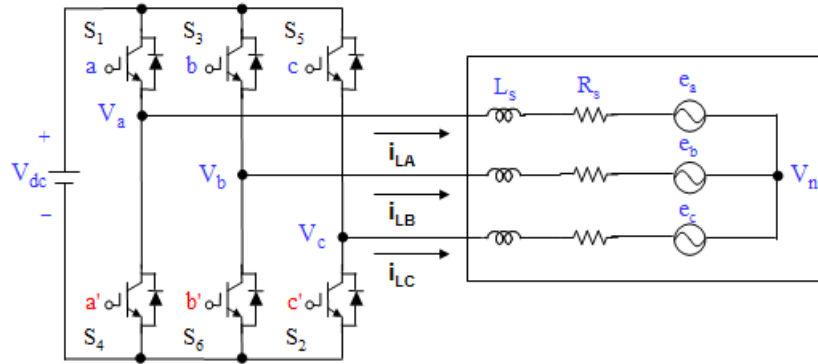 S1 S3 S5
a b c
Ls Rs ea
Va
+
Vdc
−
iLA
Vb
eb
Vn
iLB
Vc
ec
iLC
a' b' c'
S4 S6 S2